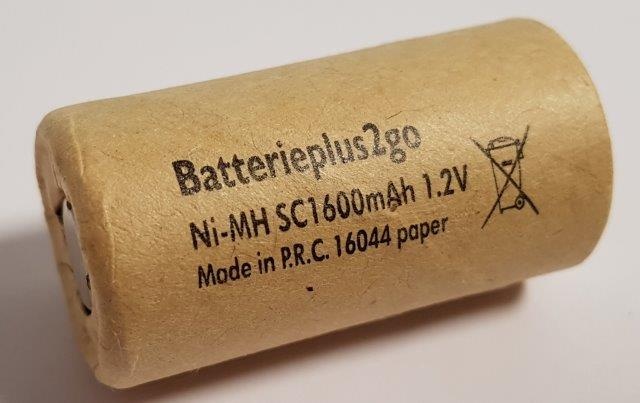 Batterieplus2go
Ni-MH SC1600mAh 1.2V
Made in P.R.C. 16044 paper